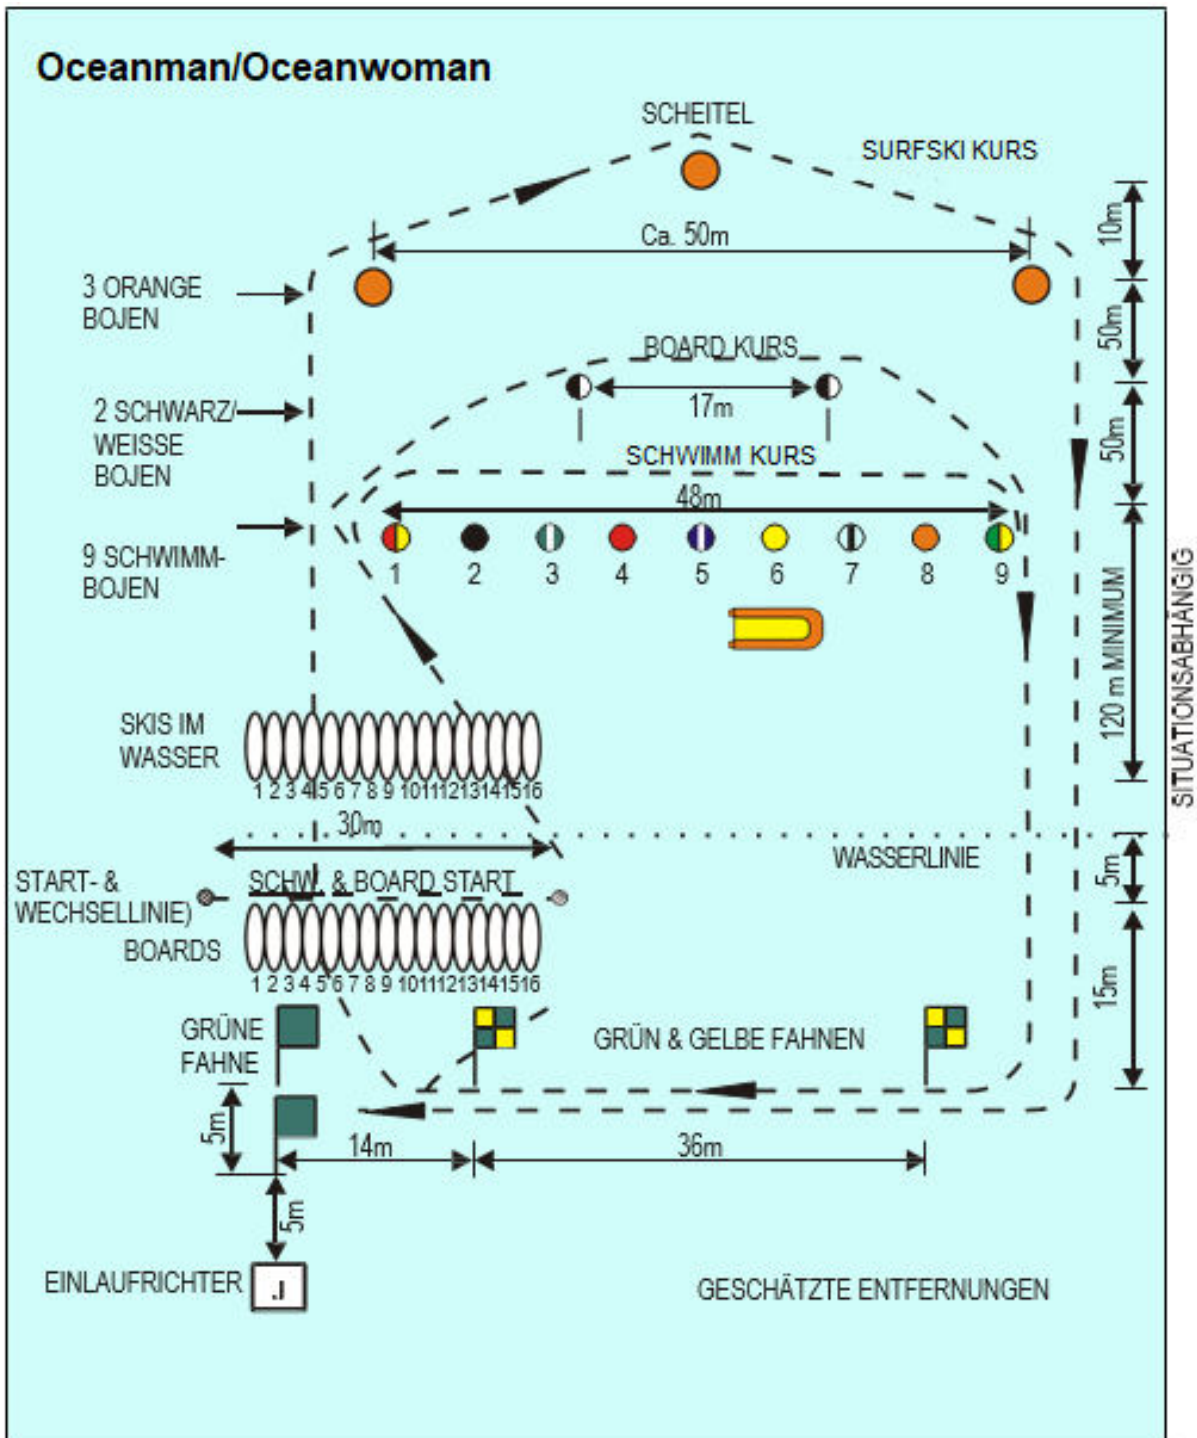 Oceanman/Oceanwoman
SCHEITEL
SURFSKI KURS
10m
Ca. 50m
3 ORANGE
BOJEN
50m
BOARD KURS
17m
2 SCHWARZ/
WEISSE
BOJEN
50m
SCHWIMM KURS
48m
9 SCHWIMM-
BOJEN
1 2 3 4 5 6 7 8 9
120 m MINIMUM
SITUATIONSABHÄNGIG
SKIS IM
WASSER
1 2 3 4 5 6 7 8 9 10 11 12 13 14 15 16
30m
WASSERLINIE
5m
START- &
WECHSELLINIE)
SCHW. & BOARD START
BOARDS
1 2 3 4 5 6 7 8 9 10 11 12 13 14 15 16
15m
GRÜNE
FAHNE
GRÜN & GELBE FAHNEN
5m
14m
36m
5m
EINLAUFRICHTER
J
GESCHÄTZTE ENTFERNUNGEN